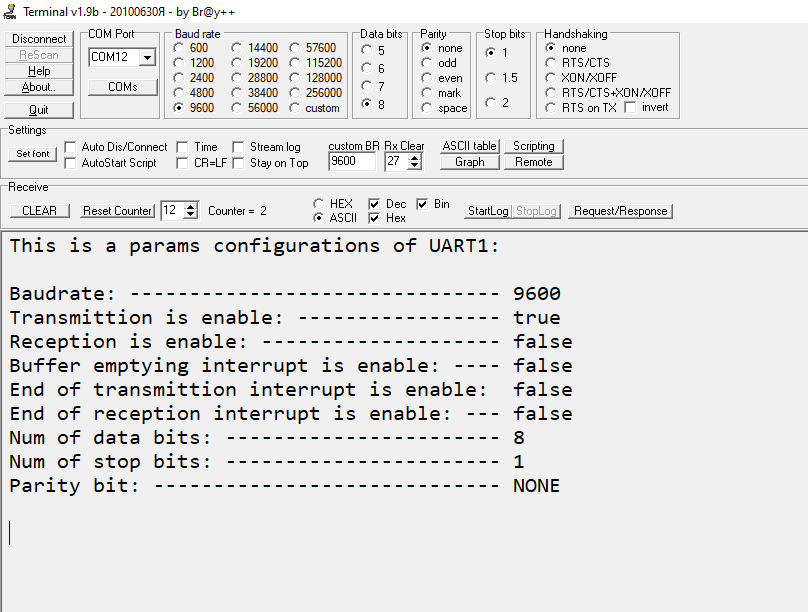 Terminal v1.9b - 20100630Я - by Br@y++
Disconnect
ReScan
Help
About..
Quit
COM Port
COM12
COMs
Baud rate
600 14400 57600
1200 19200 115200
2400 28800 128000
4800 38400 256000
9600 56000 custom
Data bits
5
6
7
8
Parity
none
odd
even
mark
space
Stop bits
1
1.5
2
Handshaking
none
RTS/CTS
XON/XOFF
RTS/CTS+XON/XOFF
RTS on TX invert
Settings
Set font
Auto Dis/Connect Time Stream log
AutoStart Script CR=LF Stay on Top
custom BR Rx Clear
9600 27
ASCII table Scripting
Graph Remote
Receive
CLEAR Reset Counter 12 Counter = 2
HEX Dec Bin
ASCII Hex
StartLog StopLog Request/Response
This is a params configurations of UART1:
Baudrate: ------------------------------- 9600
Transmittion is enable: ----------------- true
Reception is enable: -------------------- false
Buffer emptying interrupt is enable: ---- false
End of transmittion interrupt is enable: false
End of reception interrupt is enable: --- false
Num of data bits: ----------------------- 8
Num of stop bits: ----------------------- 1
Parity bit: ----------------------------- NONE